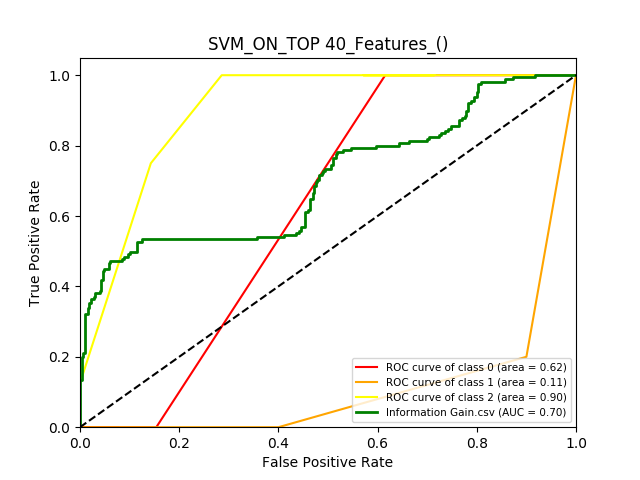 SVM_ON_TOP 40_Features_()
True Positive Rate
1.0
0.8
0.6
0.4
0.2
0.0
ROC curve of class 0 (area = 0.62)
ROC curve of class 1 (area = 0.11)
ROC curve of class 2 (area = 0.90)
Information Gain.csv (AUC = 0.70)
0.0 0.2 0.4 0.6 0.8 1.0
False Positive Rate